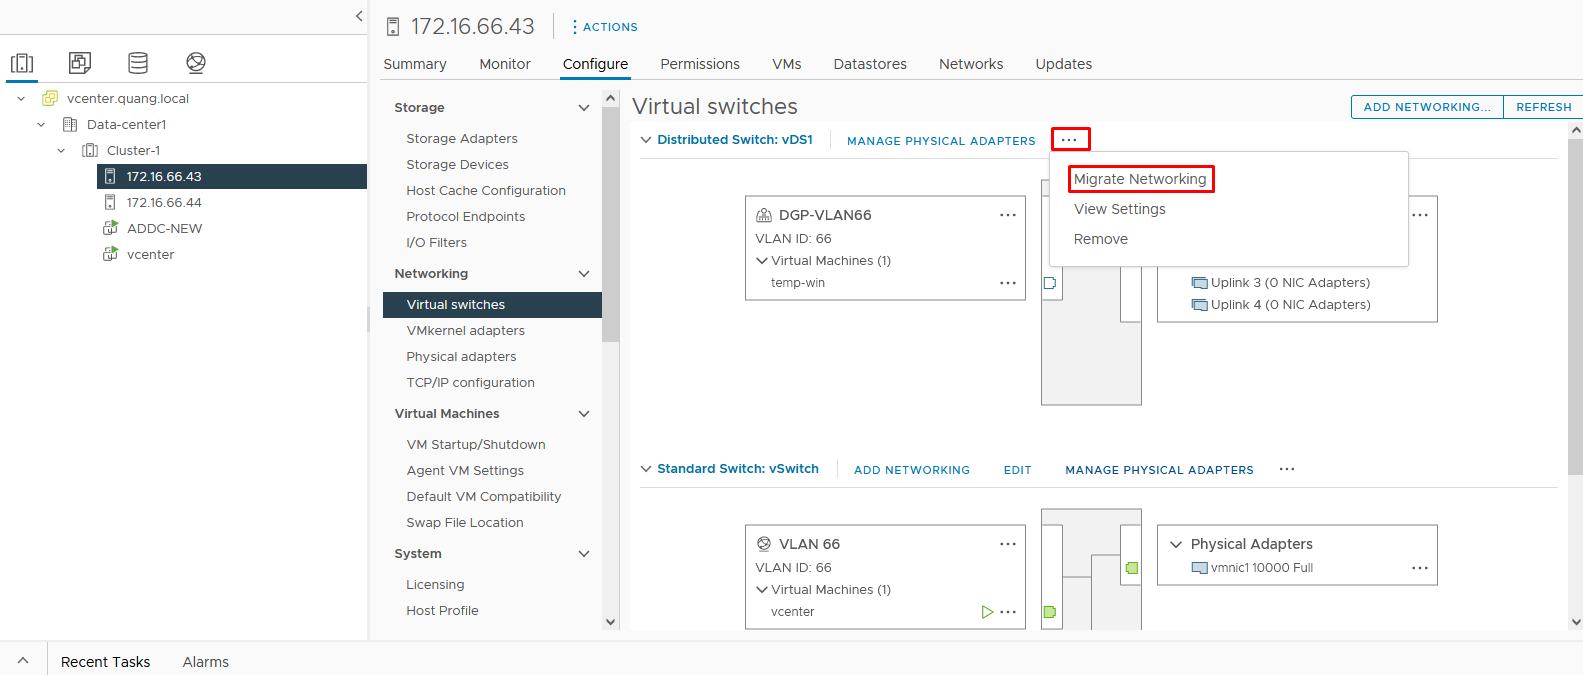 172.16.66.43
ACTIONS
Summary Monitor Configure Permissions VMs Datastores Networks Updates
vcenter.quang.local
Data-center1
Cluster-1
172.16.66.43
172.16.66.44
ADDC-NEW
vcenter
Storage
Storage Adapters
Storage Devices
Host Cache Configuration
Protocol Endpoints
I/O Filters
Networking
Virtual switches
VMkernel adapters
Physical adapters
TCP/IP configuration
Virtual Machines
VM Startup/Shutdown
Agent VM Settings
Default VM Compatibility
Swap File Location
System
Licensing
Host Profile
Virtual switches
ADD NETWORKING... REFRESH
Distributed Switch: vDS1 MANAGE PHYSICAL ADAPTERS ...
Migrate Networking
View Settings
Remove
DGP-VLAN66 ...
VLAN ID: 66
Virtual Machines (1)
temp-win ...
...
Uplink 3 (0 NIC Adapters)
Uplink 4 (0 NIC Adapters)
Standard Switch: vSwitch ADD NETWORKING EDIT MANAGE PHYSICAL ADAPTERS ...
VLAN 66 ...
VLAN ID: 66
Virtual Machines (1)
vcenter ...
Physical Adapters
vmnic1 10000 Full ...
Recent Tasks Alarms